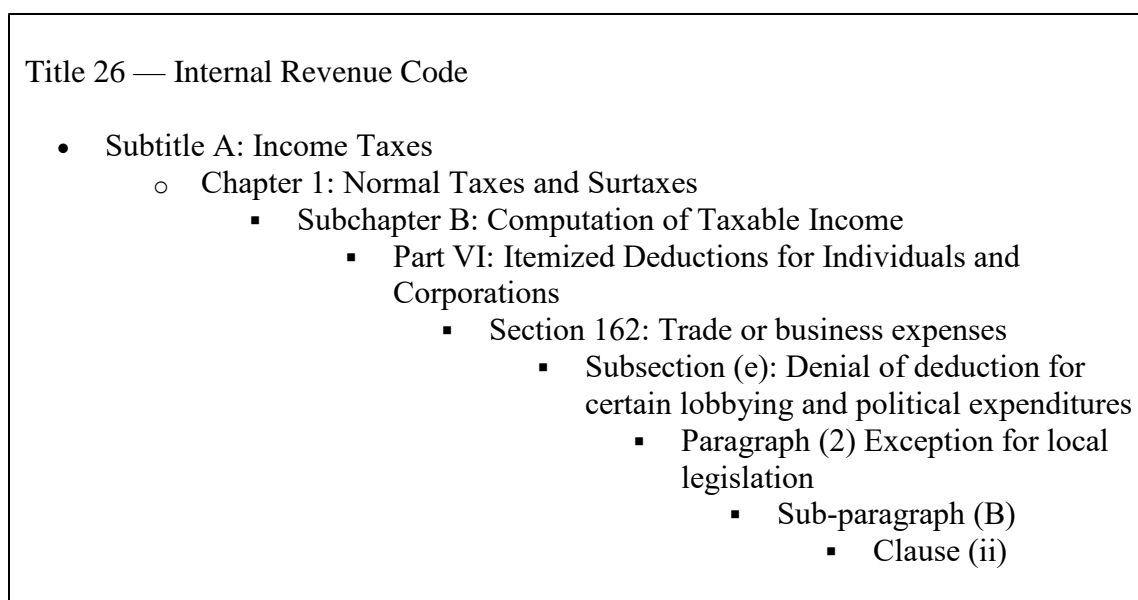 Title 26 — Internal Revenue Code
• Subtitle A: Income Taxes
o Chapter 1: Normal Taxes and Surtaxes
▪ Subchapter B: Computation of Taxable Income
▪ Part VI: Itemized Deductions for Individuals and
Corporations
▪ Section 162: Trade or business expenses
▪ Subsection (e): Denial of deduction for
certain lobbying and political expenditures
▪ Paragraph (2) Exception for local
legislation
▪ Sub-paragraph (B)
▪ Clause (ii)